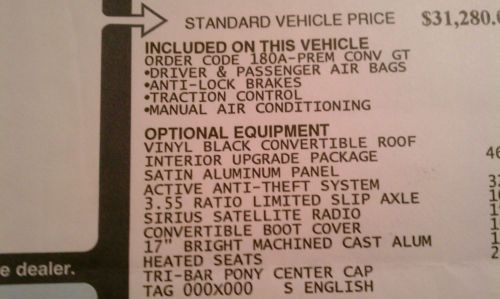 STANDARD VEHICLE PRICE $31,280.
INCLUDED ON THIS VEHICLE
ORDER CODE 180A-PREM CONV GT
•DRIVER & PASSENGER AIR BAGS
•ANTI-LOCK BRAKES
•TRACTION CONTROL
•MANUAL AIR CONDITIONING
OPTIONAL EQUIPMENT
VINYL BLACK CONVERTIBLE ROOF
INTERIOR UPGRADE PACKAGE 46
SATIN ALUMINUM PANEL
ACTIVE ANTI-THEFT SYSTEM
3.55 RATIO LIMITED SLIP AXLE
SIRIUS SATELLITE RADIO
CONVERTIBLE BOOT COVER
17" BRIGHT MACHINED CAST ALUM
HEATED SEATS
TRI-BAR PONY CENTER CAP
TAG 000X000 S ENGLISH
e dealer.